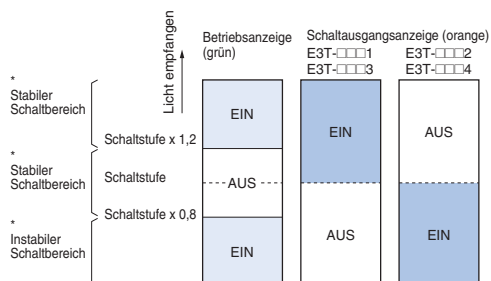 Betriebsanzeige
(grün)
Schaltausgangsanzeige (orange)
E3T-□□□1
E3T-□□□3
E3T-□□□2
E3T-□□□4
Licht empfangen
*
Stabiler
Schaltbereich
EIN
EIN
AUS
Schaltstufe x 1,2
*
Stabiler
Schaltbereich
Schaltstufe
AUS
Schaltstufe x 0,8
*
Instabiler
Schaltbereich
EIN
AUS
EIN